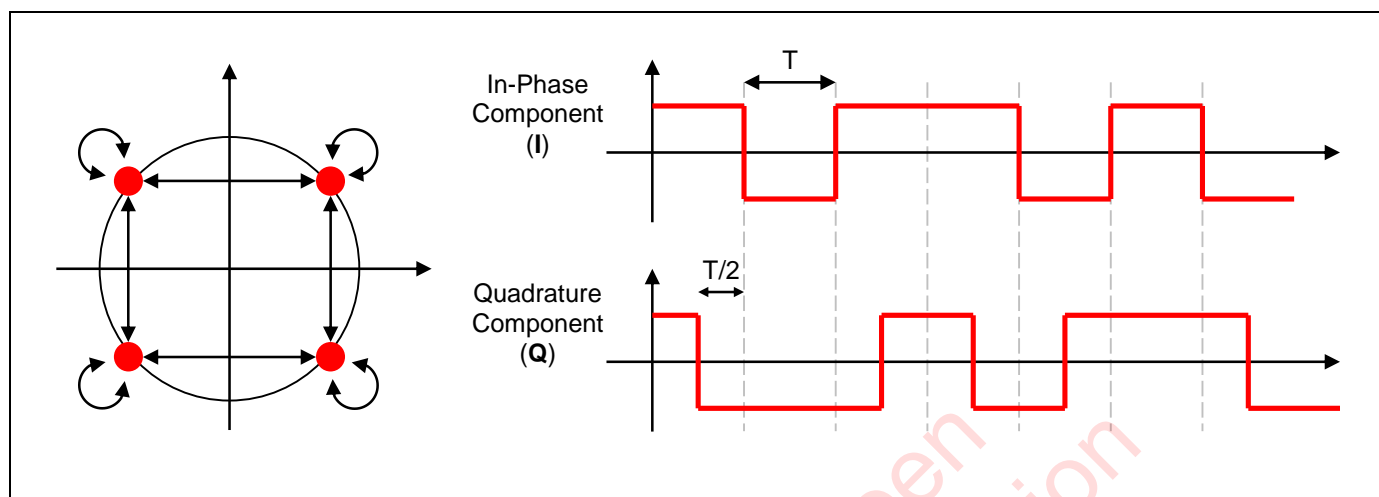 T
In-Phase
Component
(I)
T/2
Quadrature
Component
(Q)